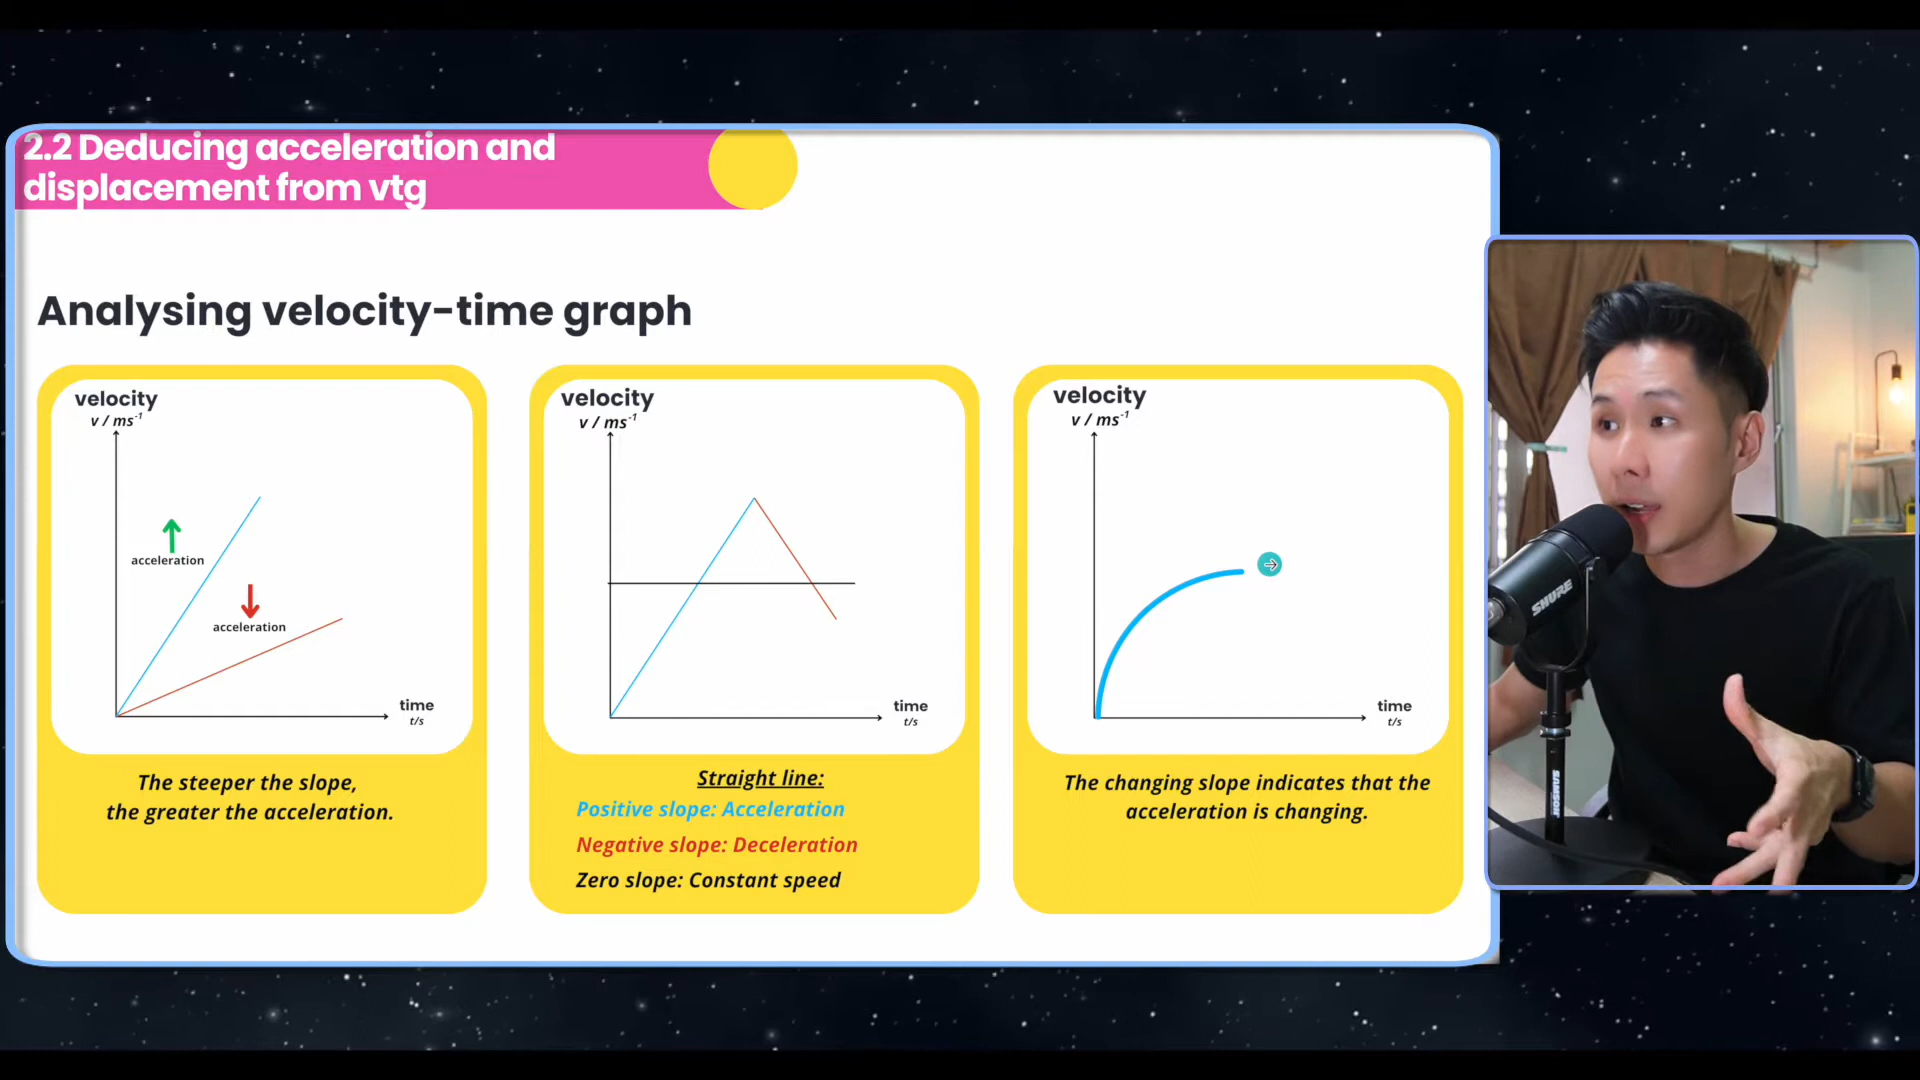 2.2 Deducing acceleration and
displacement from vtg
Analysing velocity-time graph
velocity
v / ms⁻¹
acceleration
acceleration
time
t/s
The steeper the slope,
the greater the acceleration.
velocity
v / ms⁻¹
time
t/s
Straight line:
Positive slope: Acceleration
Negative slope: Deceleration
Zero slope: Constant speed
velocity
v / ms⁻¹
time
t/s
The changing slope indicates that the
acceleration is changing.
SHURE
SAMSON